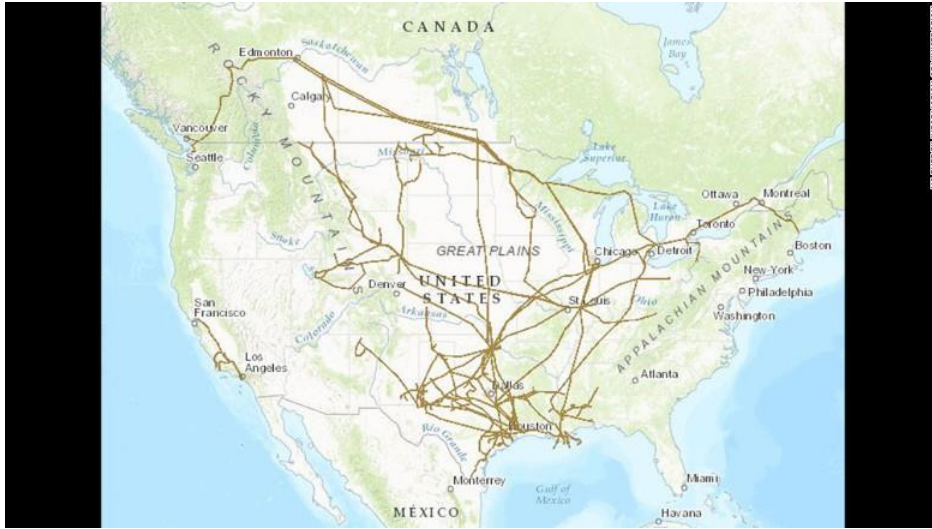 CANADA
James
Bay
Edmonton
Saskatchewan
ROCKY MOUNTAINS
Calgary
Vancouver
Columbia
Seattle
Missouri
Lake
Superior
Ottawa
Montreal
Mississippi
Lake
Huron
Toronto
Snake
GREAT PLAINS
Chicago
Detroit
Boston
APPALACHIAN MOUNTAINS
New York
Denver
UNITED
STATES
Philadelphia
San
Francisco
Colorado
Arkansas
St Louis
Ohio
Washington
Los
Angeles
Dallas
Atlanta
Houston
Rio Grande
Monterrey
Gulf of
Mexico
Miami
MÉXICO
Havana